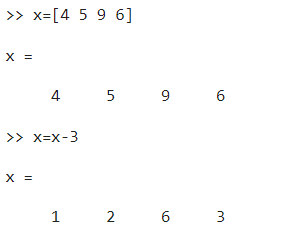 >> x=[4 5 9 6]
x =
4 5 9 6
>> x=x-3
x =
1 2 6 3